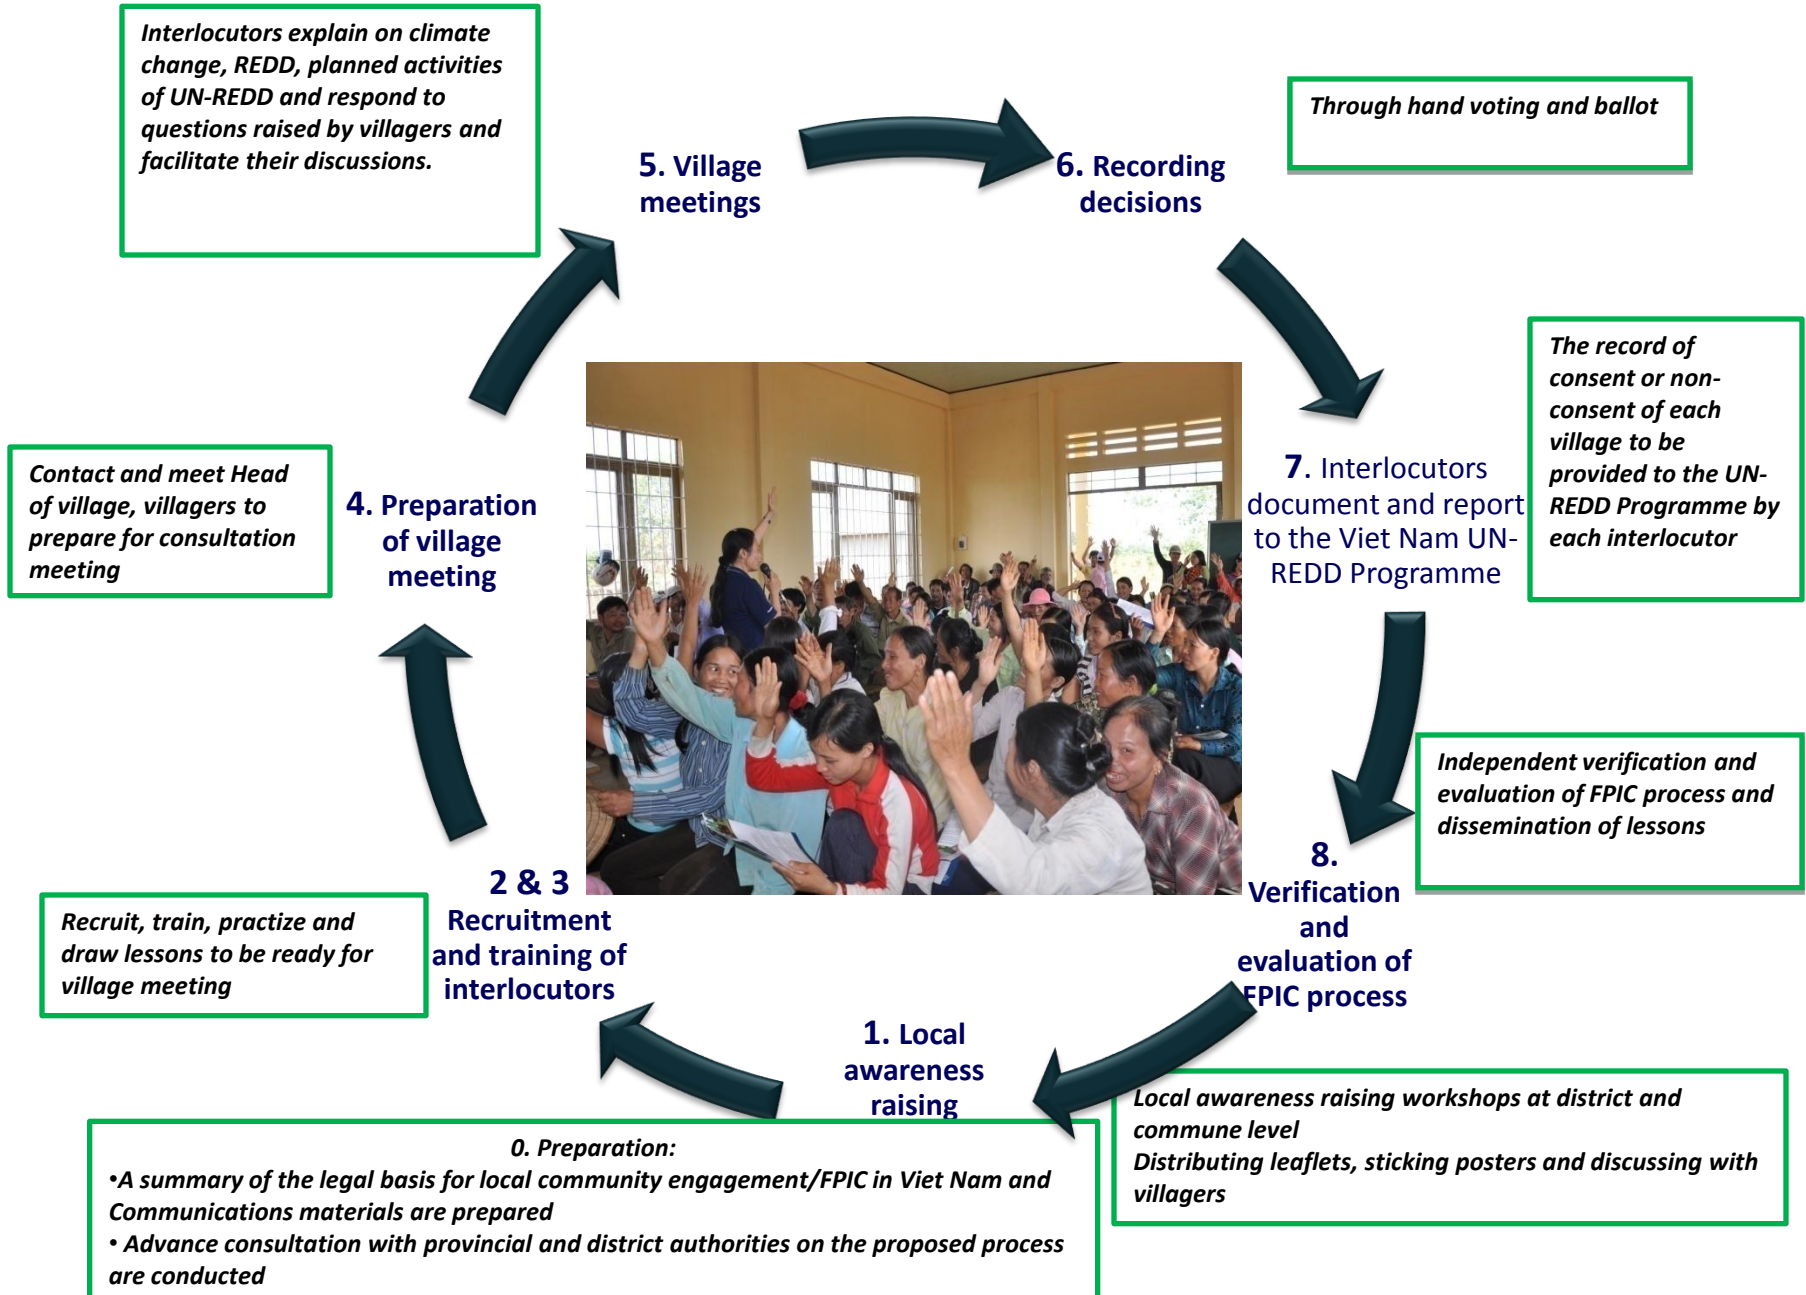 Interlocutors explain on climate
change, REDD, planned activities
of UN-REDD and respond to
questions raised by villagers and
facilitate their discussions.
5. Village
meetings
6. Recording
decisions
Through hand voting and ballot
The record of
consent or non-
consent of each
village to be
provided to the UN-
REDD Programme by
each interlocutor
7. Interlocutors
document and report
to the Viet Nam UN-
REDD Programme
Contact and meet Head
of village, villagers to
prepare for consultation
meeting
4. Preparation
of village
meeting
Independent verification and
evaluation of FPIC process and
dissemination of lessons
8.
Verification
and
evaluation of
FPIC process
Recruit, train, practize and
draw lessons to be ready for
village meeting
2 & 3
Recruitment
and training of
interlocutors
1. Local
awareness
raising
Local awareness raising workshops at district and
commune level
Distributing leaflets, sticking posters and discussing with
villagers
0. Preparation:
•A summary of the legal basis for local community engagement/FPIC in Viet Nam and
Communications materials are prepared
• Advance consultation with provincial and district authorities on the proposed process
are conducted